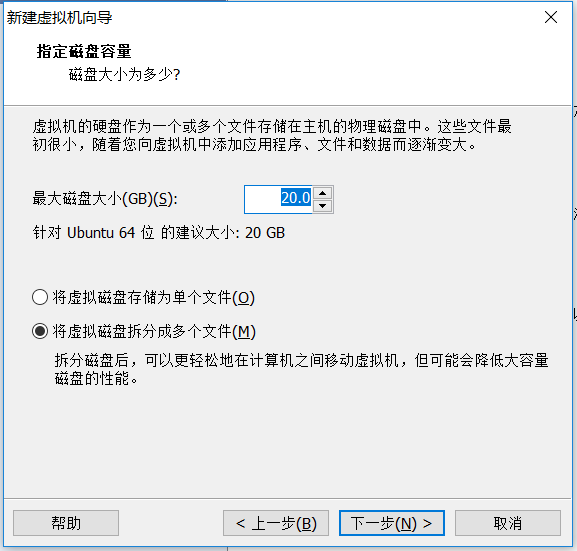 新建虚拟机向导
指定磁盘容量
磁盘大小为多少?
虚拟机的硬盘作为一个或多个文件存储在主机的物理磁盘中。这些文件最
初很小，随着您向虚拟机中添加应用程序、文件和数据而逐渐变大。
最大磁盘大小(GB)(S): 20.0
针对 Ubuntu 64 位 的建议大小: 20 GB
将虚拟磁盘存储为单个文件(O)
将虚拟磁盘拆分成多个文件(M)
拆分磁盘后，可以更轻松地在计算机之间移动虚拟机，但可能会降低大容量
磁盘的性能。
帮助 < 上一步(B) 下一步(N) > 取消